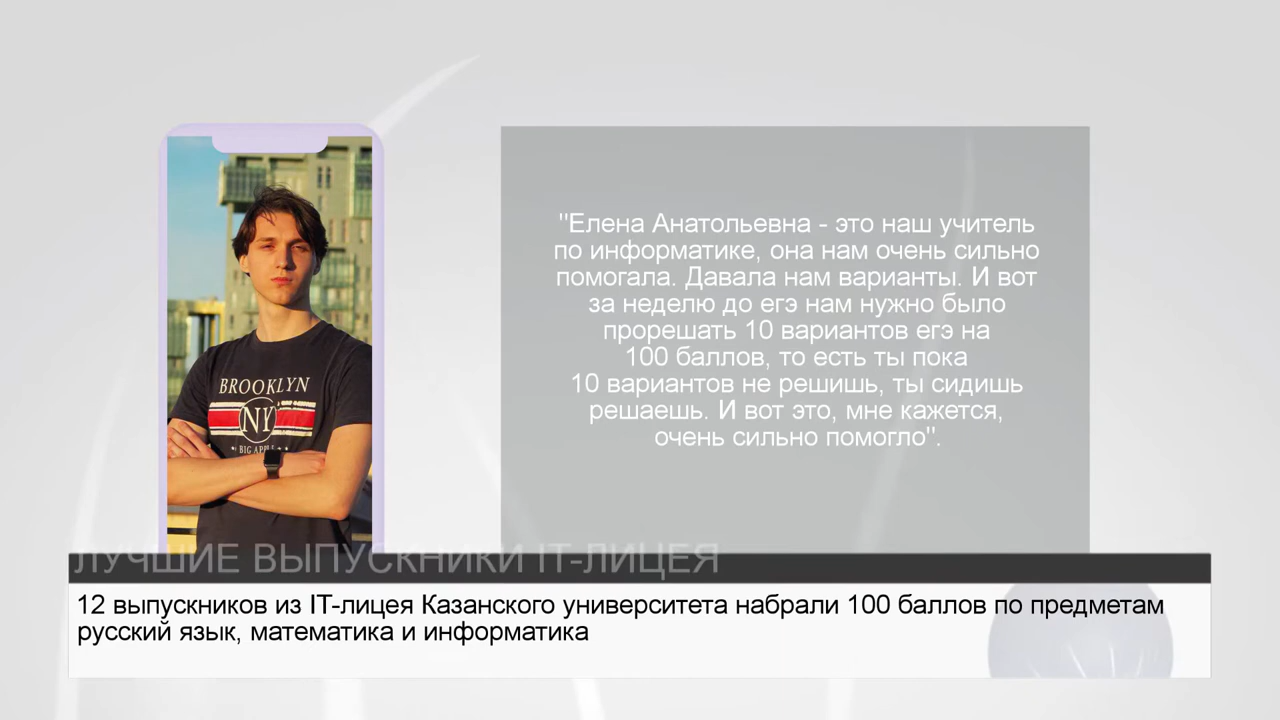 "Елена Анатольевна - это наш учитель
по информатике, она нам очень сильно
помогала. Давала нам варианты. И вот
за неделю до егэ нам нужно было
прорешать 10 вариантов егэ на
100 баллов, то есть ты пока
10 вариантов не решишь, ты сидишь
решаешь. И вот это, мне кажется,
очень сильно помогло".
BROOKLYN
NY
BIG APPLE
ЛУЧШИЕ ВЫПУСКНИКИ IT-ЛИЦЕЯ
12 выпускников из IT-лицея Казанского университета набрали 100 баллов по предметам
русский язык, математика и информатика